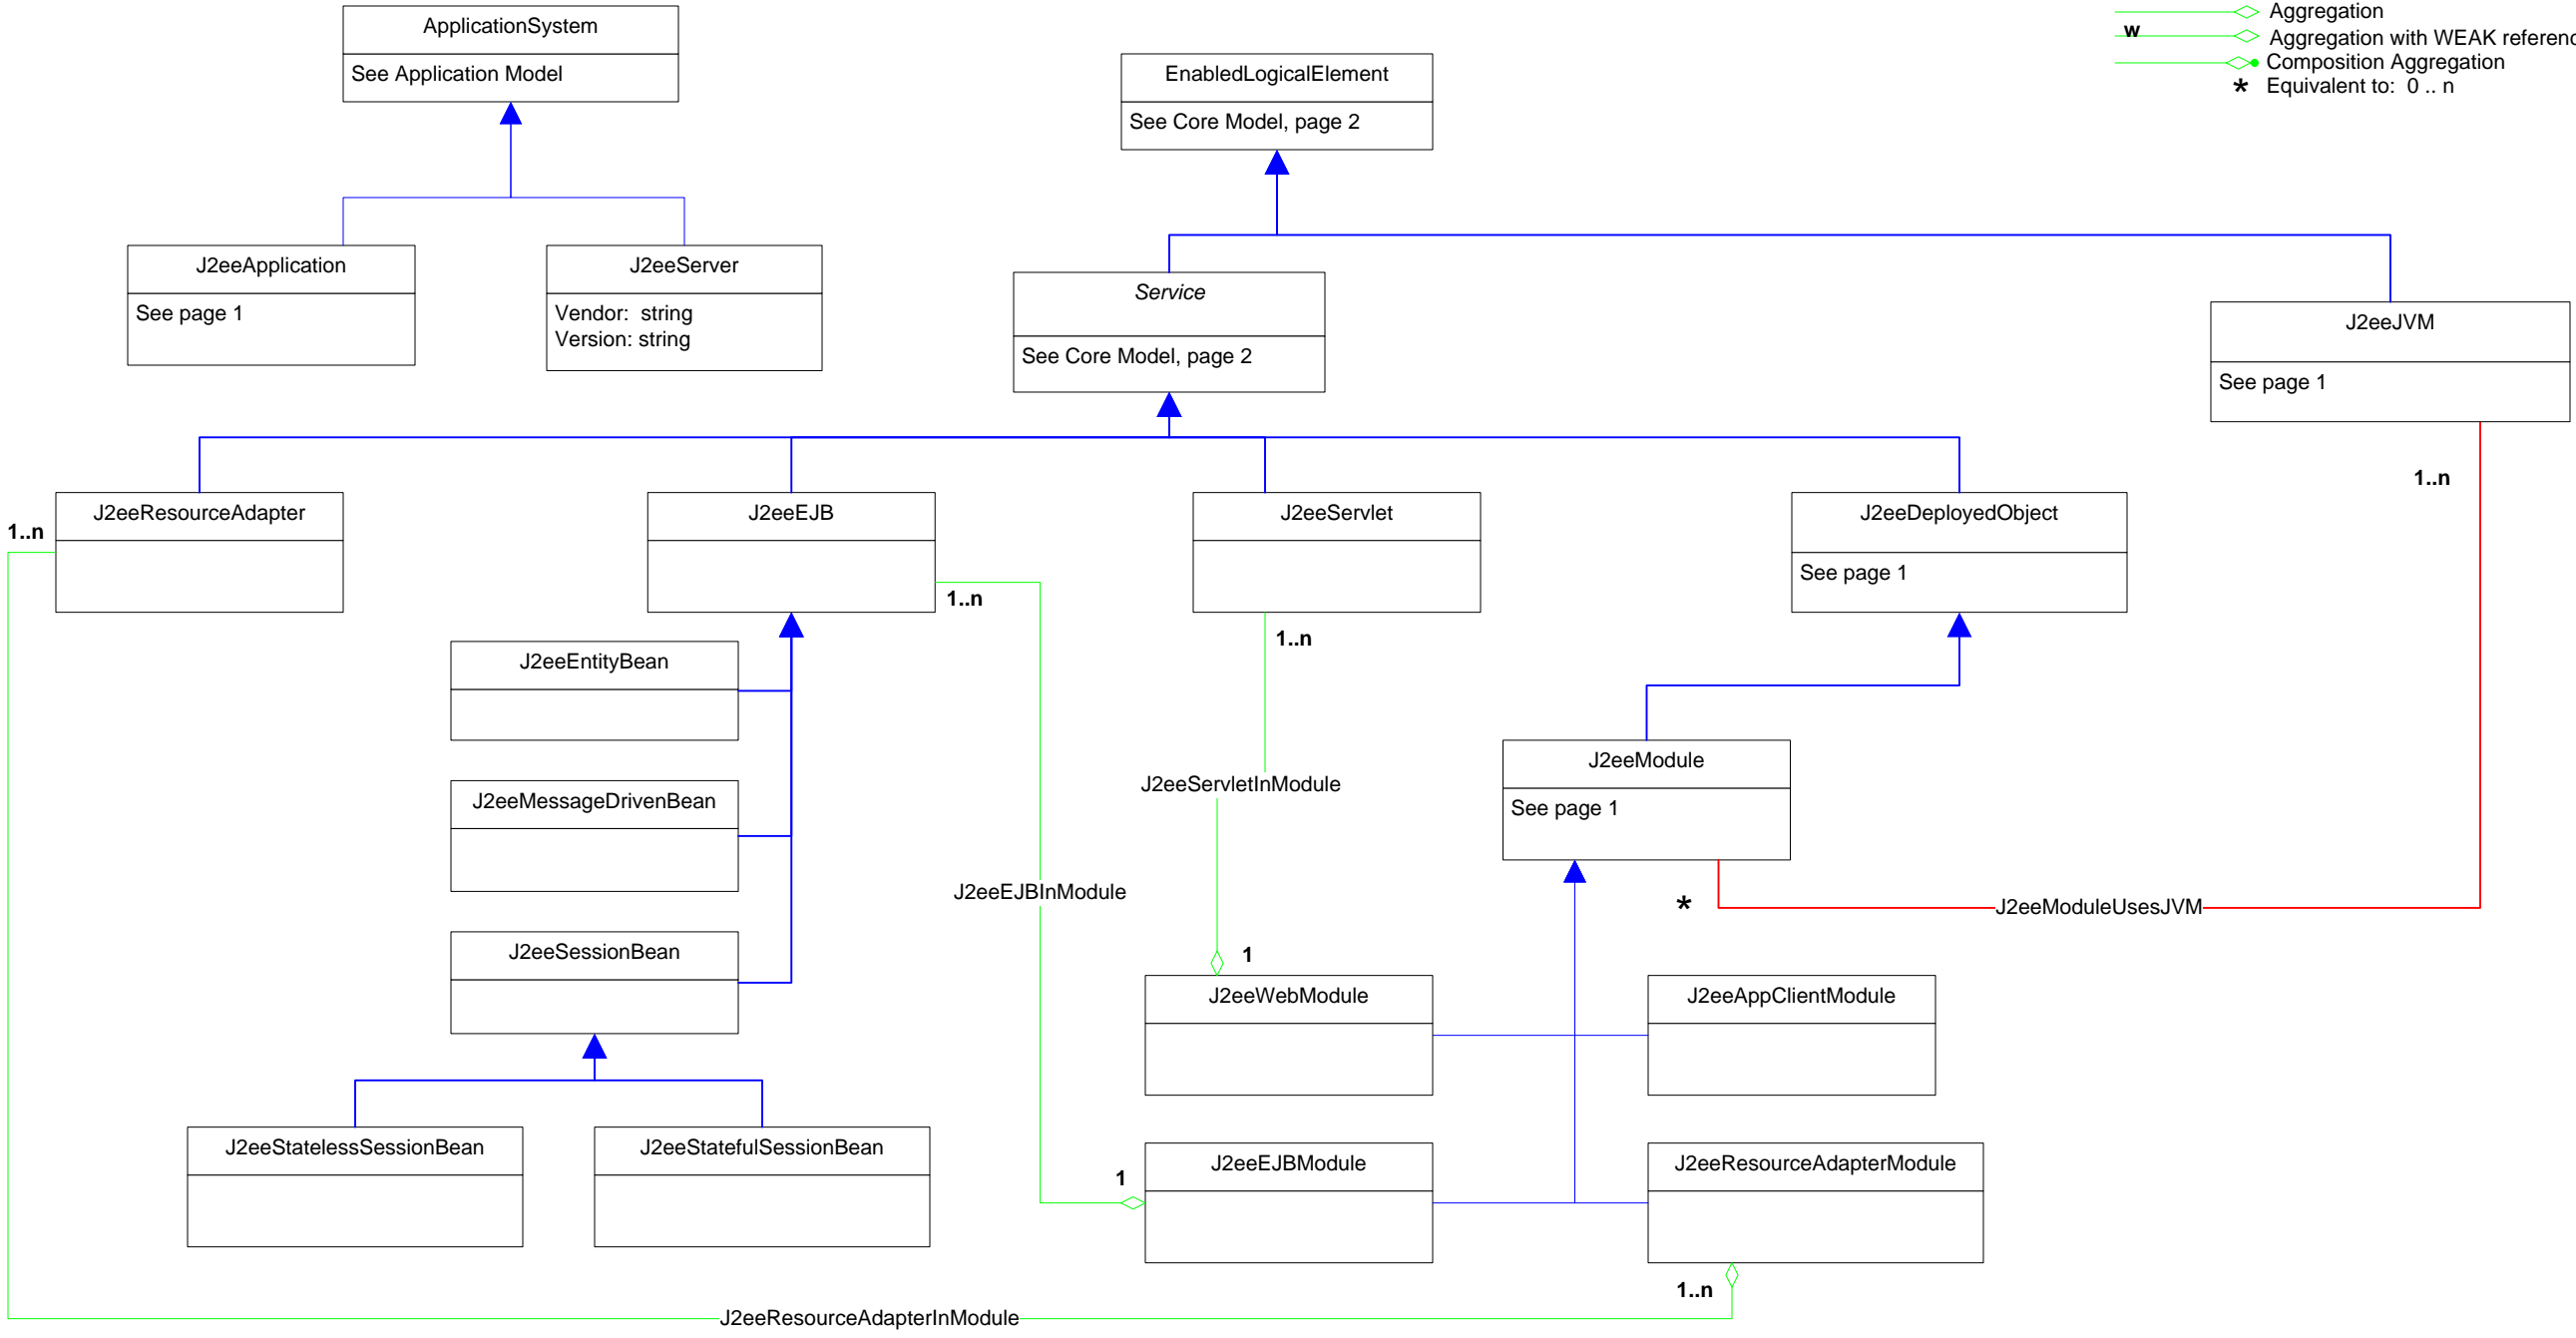 Aggregation
w
Aggregation with WEAK referenc
Composition Aggregation
* Equivalent to: 0 .. n
ApplicationSystem
See Application Model
EnabledLogicalElement
See Core Model, page 2
J2eeApplication
See page 1
J2eeServer
Vendor: string
Version: string
Service
See Core Model, page 2
J2eeJVM
See page 1
1..n
J2eeResourceAdapter
1..n
J2eeEJB
1..n
J2eeServlet
1..n
J2eeDeployedObject
See page 1
J2eeEntityBean
J2eeMessageDrivenBean
J2eeSessionBean
J2eeStatelessSessionBean
J2eeStatefulSessionBean
J2eeServletInModule
J2eeEJBInModule
J2eeModule
See page 1
*
J2eeModuleUsesJVM
1
J2eeWebModule
J2eeAppClientModule
1
J2eeEJBModule
J2eeResourceAdapterModule
1..n
J2eeResourceAdapterInModule